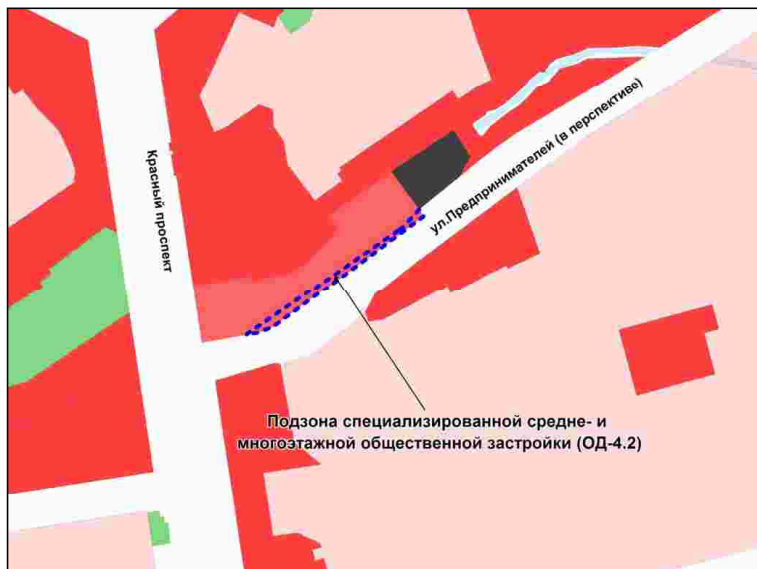 Красный проспект
ул.Предпринимателей (в перспективе)
Подзона специализированной средне- и
многоэтажной общественной застройки (ОД-4.2)